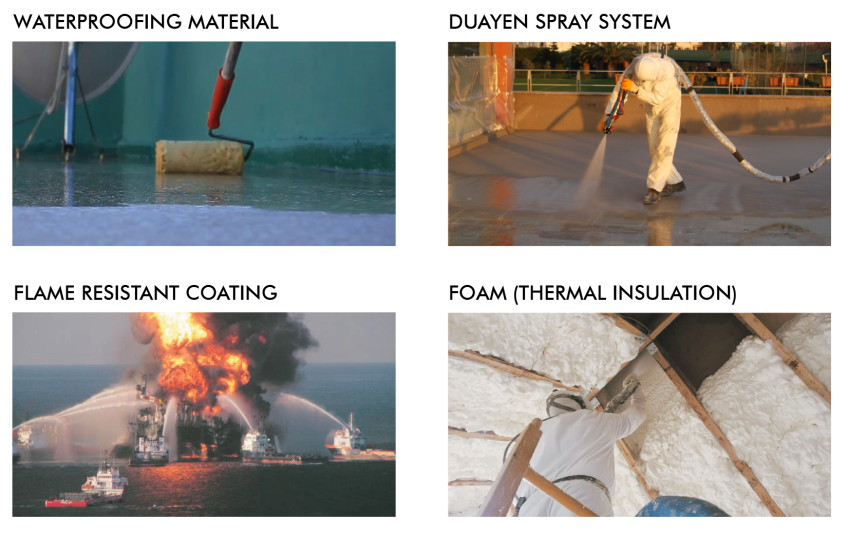 WATERPROOFING MATERIAL
DUAYEN SPRAY SYSTEM
FLAME RESISTANT COATING
FOAM (THERMAL INSULATION)